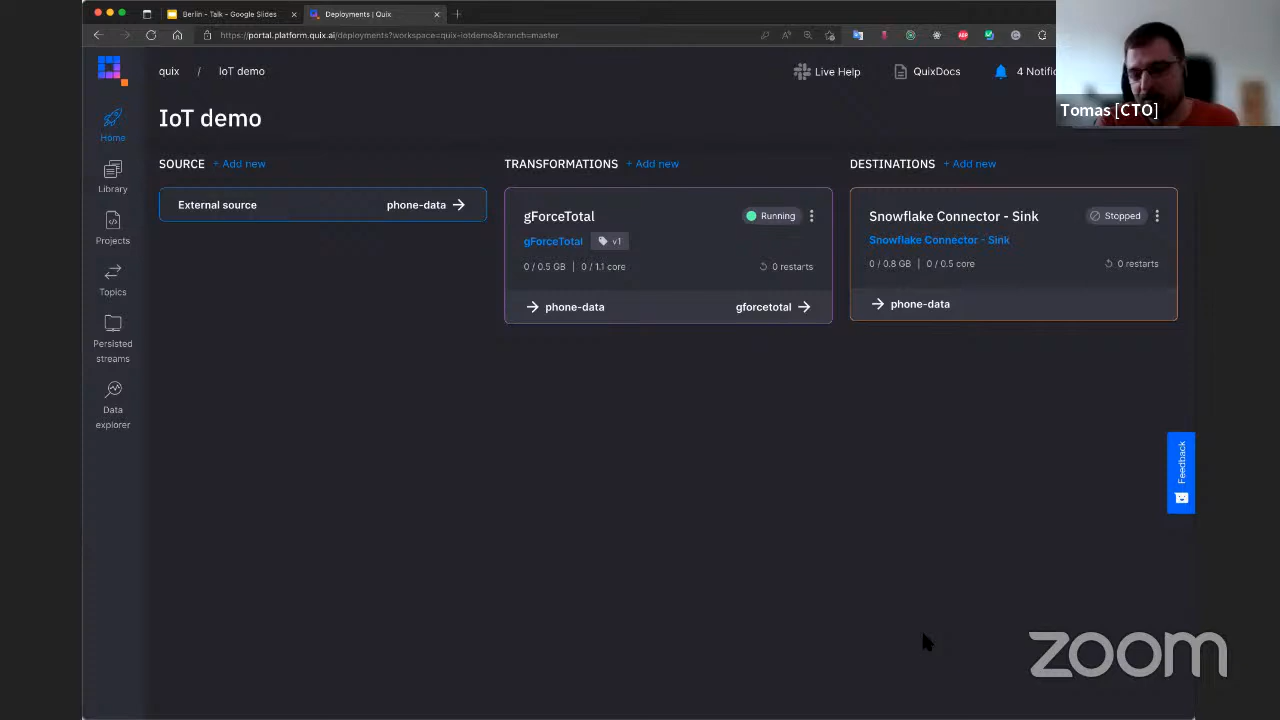 Berlin - Talk - Google Slides
Deployments | Quix
https://portal.platform.quix.ai/deployments?workspace=quix-iotdemo&branch=master
quix / IoT demo
Live Help
QuixDocs
4 Notific
Tomas [CTO]
IoT demo
Home
Library
Projects
Topics
Persisted
streams
Data
explorer
SOURCE + Add new
External source phone-data
TRANSFORMATIONS + Add new
gForceTotal Running
gForceTotal v1
0 / 0.5 GB | 0 / 1.1 core 0 restarts
phone-data gforcetotal
DESTINATIONS + Add new
Snowflake Connector - Sink Stopped
Snowflake Connector - Sink
0 / 0.8 GB | 0 / 0.5 core 0 restarts
phone-data
Feedback
zoom